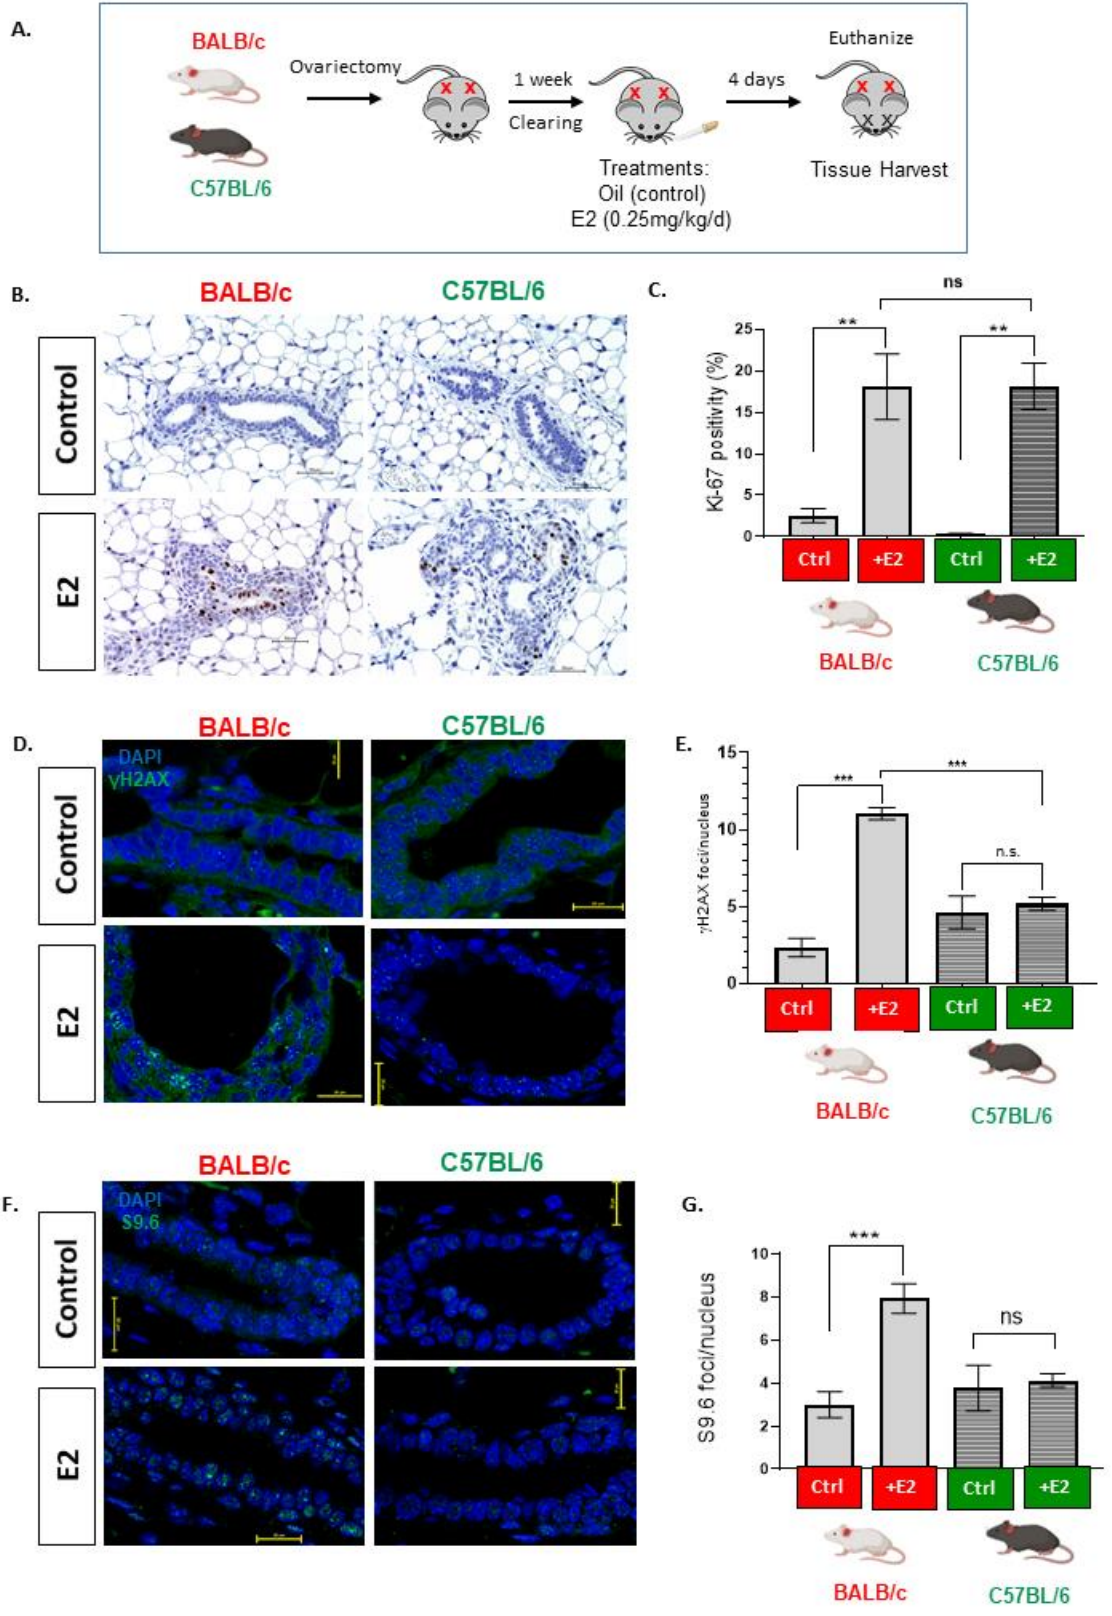 A.
BALB/c
C57BL/6
Ovariectomy
1 week
Clearing
Treatments:
Oil (control)
E2 (0.25mg/kg/d)
4 days
Euthanize
Tissue Harvest
B.
BALB/c
C57BL/6
Control
E2
C.
ns
**
**
Ki-67 positivity (%)
25
20
15
10
5
0
Ctrl
+E2
Ctrl
+E2
BALB/c
C57BL/6
D.
BALB/c
C57BL/6
DAPI
γH2AX
Control
E2
E.
***
***
n.s.
γH2AX foci/nucleus
15
10
5
0
Ctrl
+E2
Ctrl
+E2
BALB/c
C57BL/6
F.
BALB/c
C57BL/6
DAPI
S9.6
Control
E2
G.
***
ns
S9.6 foci/nucleus
10
8
6
4
2
0
Ctrl
+E2
Ctrl
+E2
BALB/c
C57BL/6